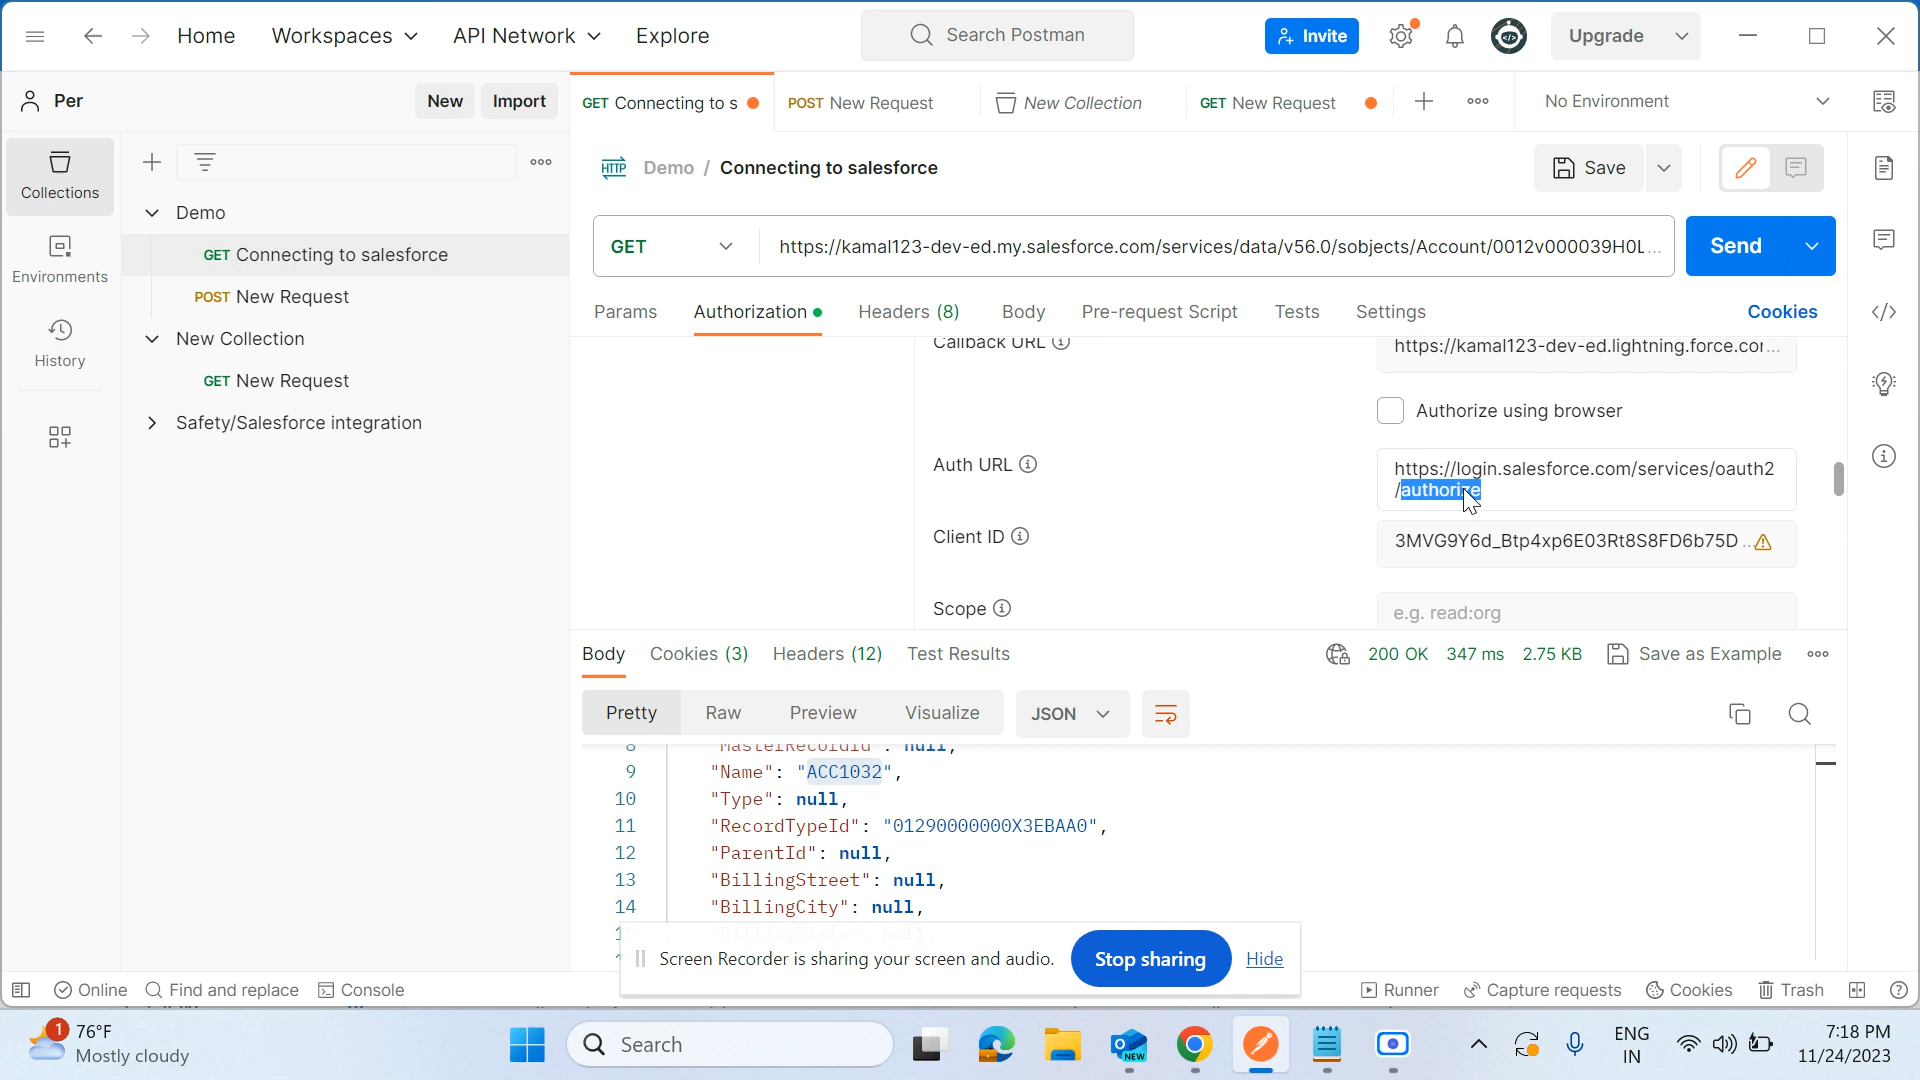 Home
Workspaces
API Network
Explore
Search Postman
Invite
Upgrade
Per
New
Import
GET Connecting to s
POST New Request
New Collection
GET New Request
No Environment
Collections
Environments
History
Demo
GET Connecting to salesforce
POST New Request
New Collection
GET New Request
Safety/Salesforce integration
HTTP
Demo / Connecting to salesforce
Save
GET
https://kamal123-dev-ed.my.salesforce.com/services/data/v56.0/sobjects/Account/0012v000039H0L...
Send
Params
Authorization
Headers (8)
Body
Pre-request Script
Tests
Settings
Cookies
Callback URL
https://kamal123-dev-ed.lightning.force.cor...
Authorize using browser
Auth URL
https://login.salesforce.com/services/oauth2
/authorize
Client ID
3MVG9Y6d_Btp4xp6E03Rt8S8FD6b75D...
Scope
e.g. read:org
Body
Cookies (3)
Headers (12)
Test Results
200 OK
347 ms
2.75 KB
Save as Example
Pretty
Raw
Preview
Visualize
JSON
8 "MasterRecordId": null,
9 "Name": "ACC1032",
10 "Type": null,
11 "RecordTypeId": "01290000000X3EBAA0",
12 "ParentId": null,
13 "BillingStreet": null,
14 "BillingCity": null,
"BillingState": null,
Screen Recorder is sharing your screen and audio.
Stop sharing
Hide
Online
Find and replace
Console
Runner
Capture requests
Cookies
Trash
1
76°F
Mostly cloudy
Search
NEW
ENG
IN
7:18 PM
11/24/2023